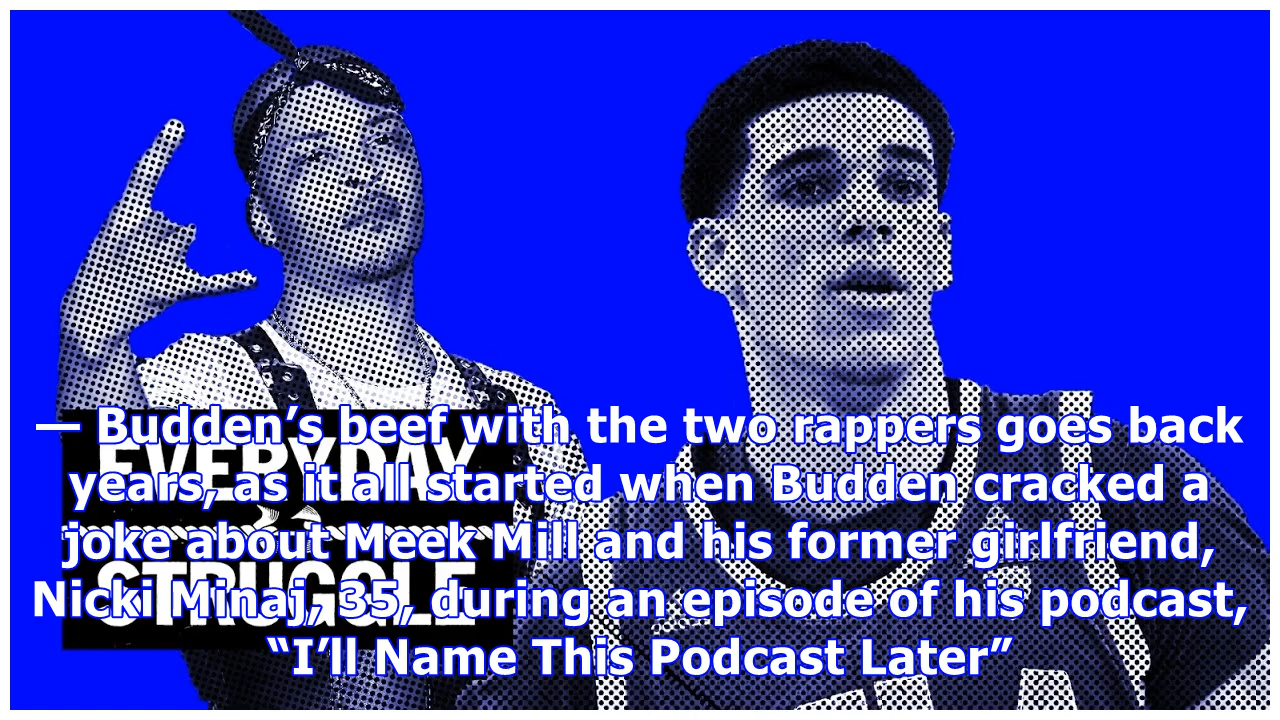 — Budden’s beef with the two rappers goes back
EVERYDAY
years, as it all started when Budden cracked a
joke about Meek Mill and his former girlfriend,
STRUGGLE
Nicki Minaj, 35, during an episode of his podcast,
“I’ll Name This Podcast Later”